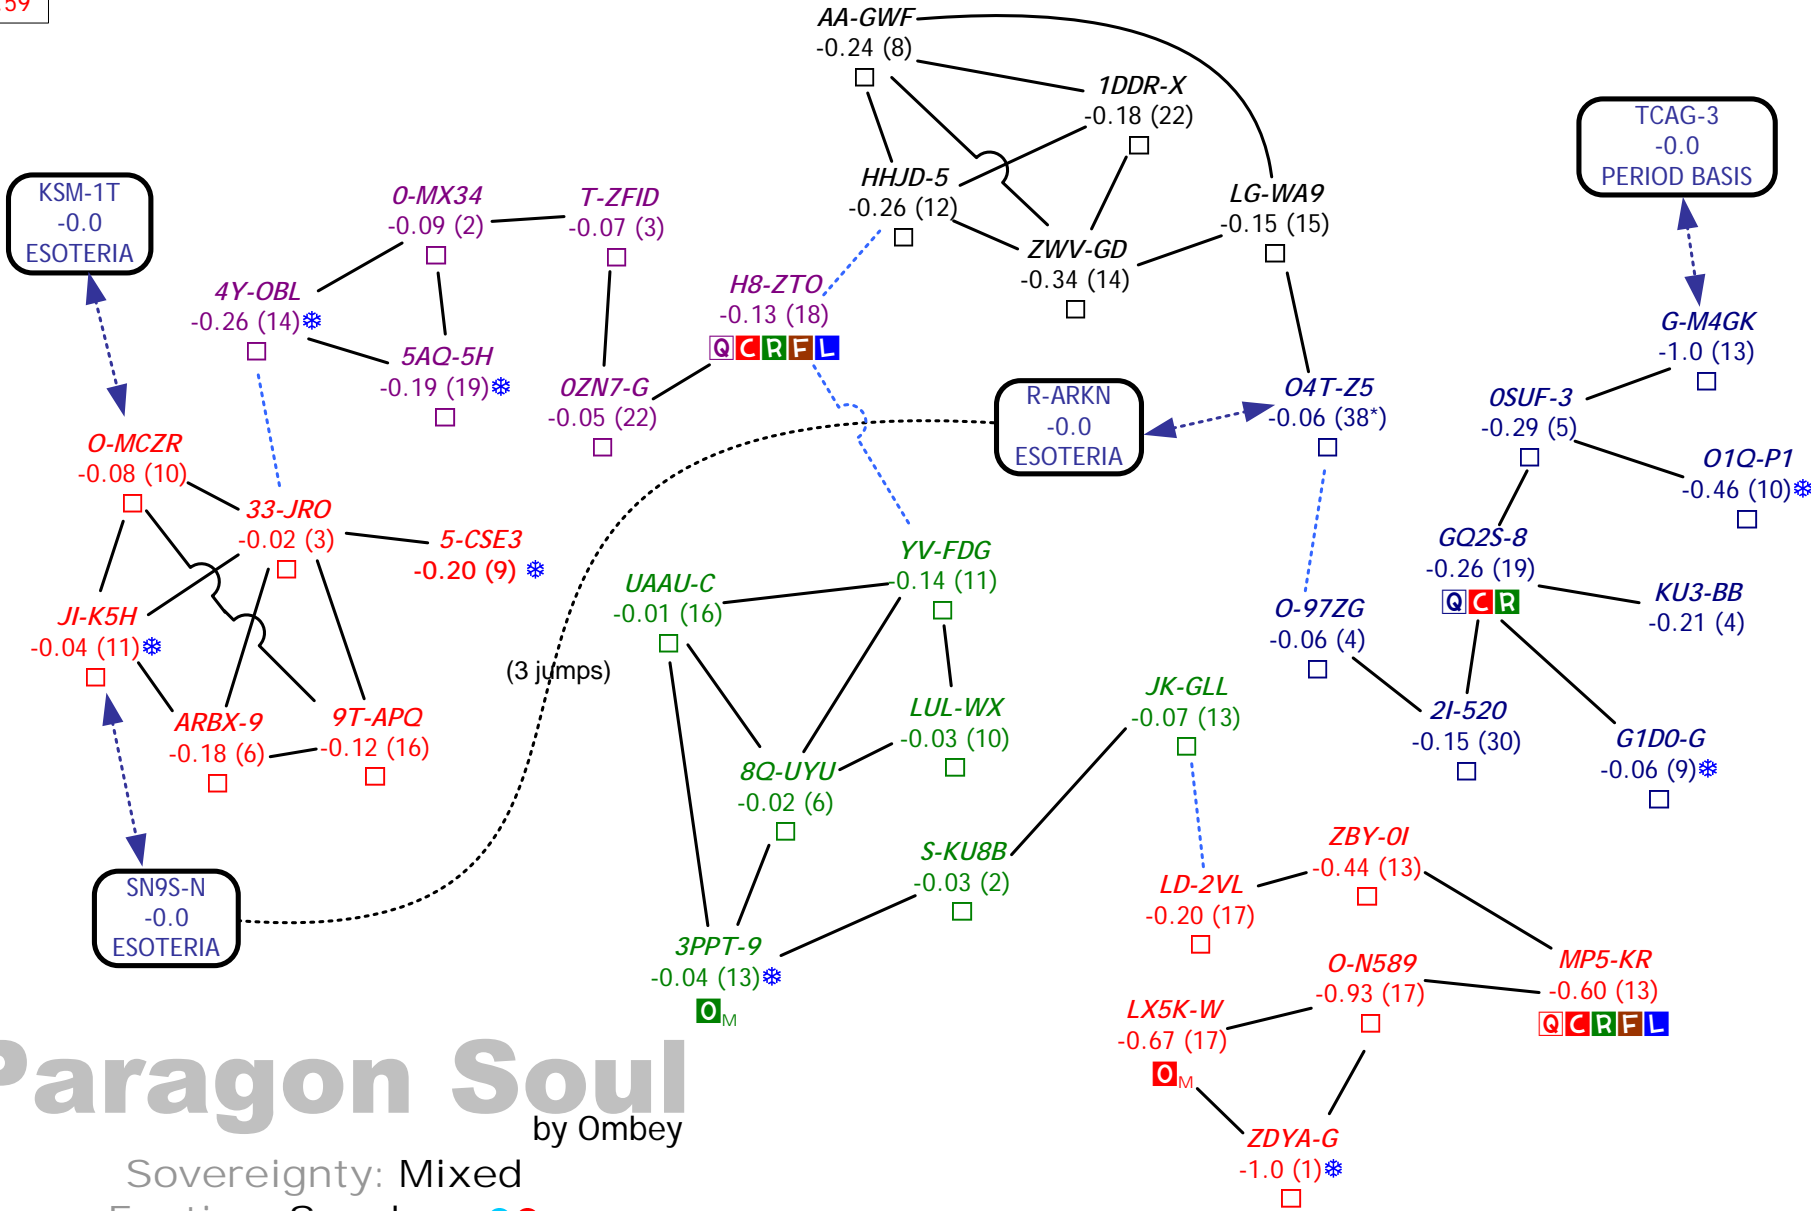 .59
AA-GWF
-0.24 (8)
1DDR-X
-0.18 (22)
TCAG-3
-0.0
PERIOD BASIS
KSM-1T
-0.0
ESOTERIA
0-MX34
-0.09 (2)
T-ZFID
-0.07 (3)
HHJD-5
-0.26 (12)
LG-WA9
-0.15 (15)
ZWV-GD
-0.34 (14)
4Y-OBL
-0.26 (14)
H8-ZTO
-0.13 (18)
Q C R F L
G-M4GK
-1.0 (13)
5AQ-5H
-0.19 (19)
0ZN7-G
-0.05 (22)
R-ARKN
-0.0
ESOTERIA
O4T-Z5
-0.06 (38*)
0SUF-3
-0.29 (5)
O-MCZR
-0.08 (10)
O1Q-P1
-0.46 (10)
33-JRO
-0.02 (3)
5-CSE3
-0.20 (9)
YV-FDG
-0.14 (11)
GQ2S-8
-0.26 (19)
Q C R
UAAU-C
-0.01 (16)
KU3-BB
-0.21 (4)
JI-K5H
-0.04 (11)
O-97ZG
-0.06 (4)
(3 jumps)
JK-GLL
-0.07 (13)
ARBX-9
-0.18 (6)
9T-APQ
-0.12 (16)
LUL-WX
-0.03 (10)
2I-520
-0.15 (30)
G1D0-G
-0.06 (9)
8Q-UYU
-0.02 (6)
ZBY-0I
-0.44 (13)
S-KU8B
-0.03 (2)
LD-2VL
-0.20 (17)
SN9S-N
-0.0
ESOTERIA
3PPT-9
-0.04 (13)
O M
O-N589
-0.93 (17)
MP5-KR
-0.60 (13)
Q C R F L
LX5K-W
-0.67 (17)
O M
ZDYA-G
-1.0 (1)
Paragon Soul
by Ombey
Sovereignty: Mixed